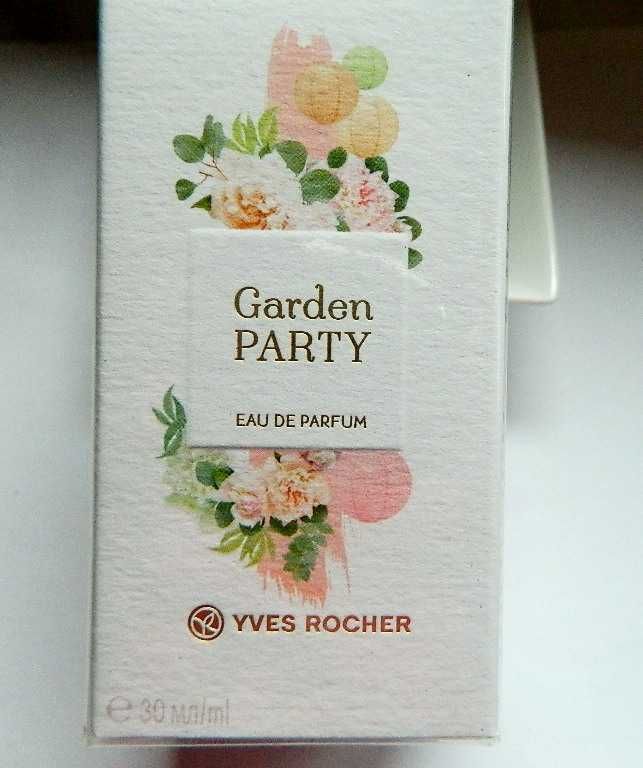 Garden
PARTY
EAU DE PARFUM
YVES ROCHER
℮ 30 мл/ml